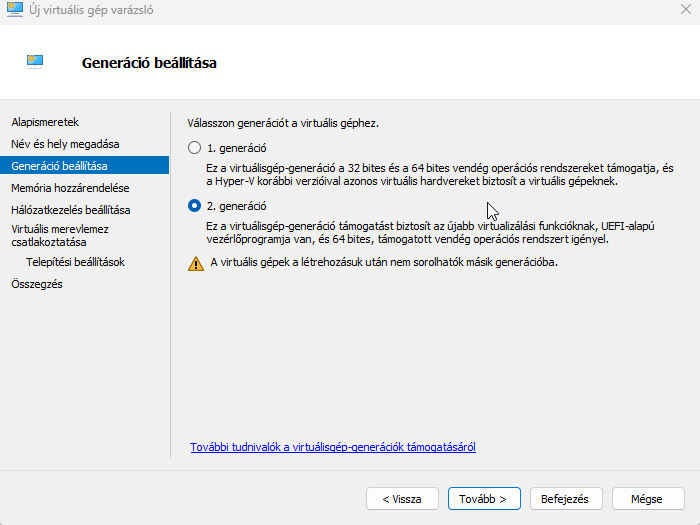 Új virtuális gép varázsló
Generáció beállítása
Alapismeretek
Név és hely megadása
Generáció beállítása
Memória hozzárendelése
Hálózatkezelés beállítása
Virtuális merevlemez
csatlakoztatása
Telepítési beállítások
Összegzés
Válasszon generációt a virtuális géphez.
1. generáció
Ez a virtuálisgép-generáció a 32 bites és a 64 bites vendég operációs rendszereket támogatja, és
a Hyper-V korábbi verzióival azonos virtuális hardvereket biztosít a virtuális gépeknek.
2. generáció
Ez a virtuálisgép-generáció támogatást biztosít az újabb virtualizálási funkcióknak, UEFI-alapú
vezérlőprogramja van, és 64 bites, támogatott vendég operációs rendszert igényel.
A virtuális gépek a létrehozásuk után nem sorolhatók másik generációba.
További tudnivalók a virtuálisgép-generációk támogatásáról
< Vissza
Tovább >
Befejezés
Mégse